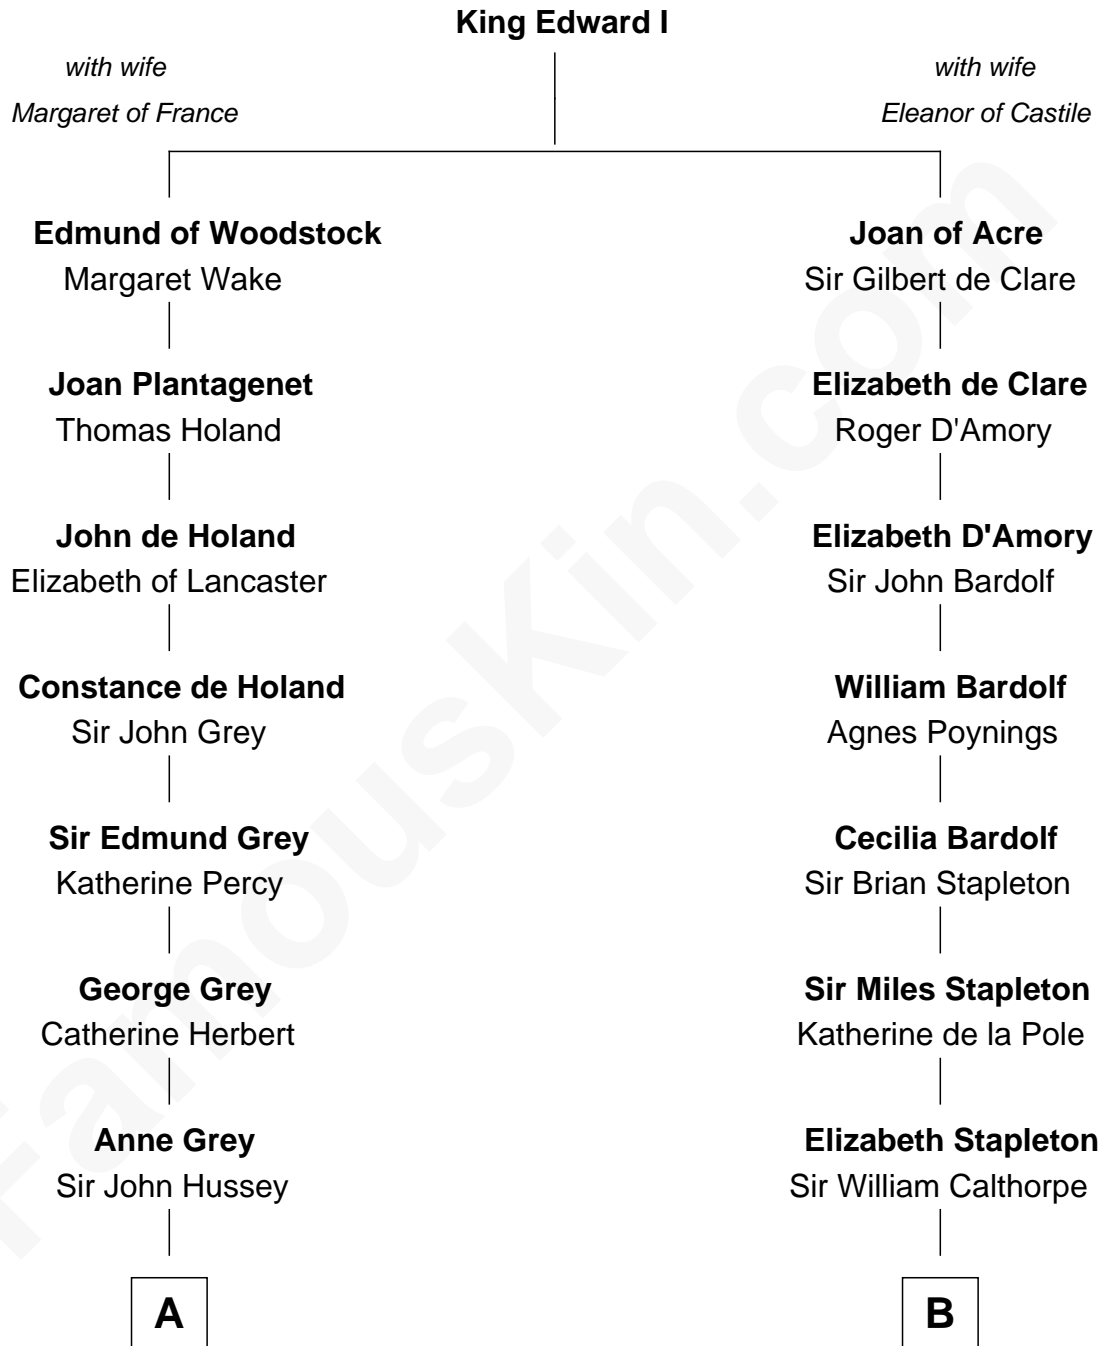 King Edward I
with wife
Margaret of France
with wife
Eleanor of Castile
Edmund of Woodstock
Margaret Wake
Joan of Acre
Sir Gilbert de Clare
Joan Plantagenet
Thomas Holand
Elizabeth de Clare
Roger D'Amory
John de Holand
Elizabeth of Lancaster
Elizabeth D'Amory
Sir John Bardolf
Constance de Holand
Sir John Grey
William Bardolf
Agnes Poynings
Sir Edmund Grey
Katherine Percy
Cecilia Bardolf
Sir Brian Stapleton
George Grey
Catherine Herbert
Sir Miles Stapleton
Katherine de la Pole
Anne Grey
Sir John Hussey
Elizabeth Stapleton
Sir William Calthorpe
A
B
FamousKin.com